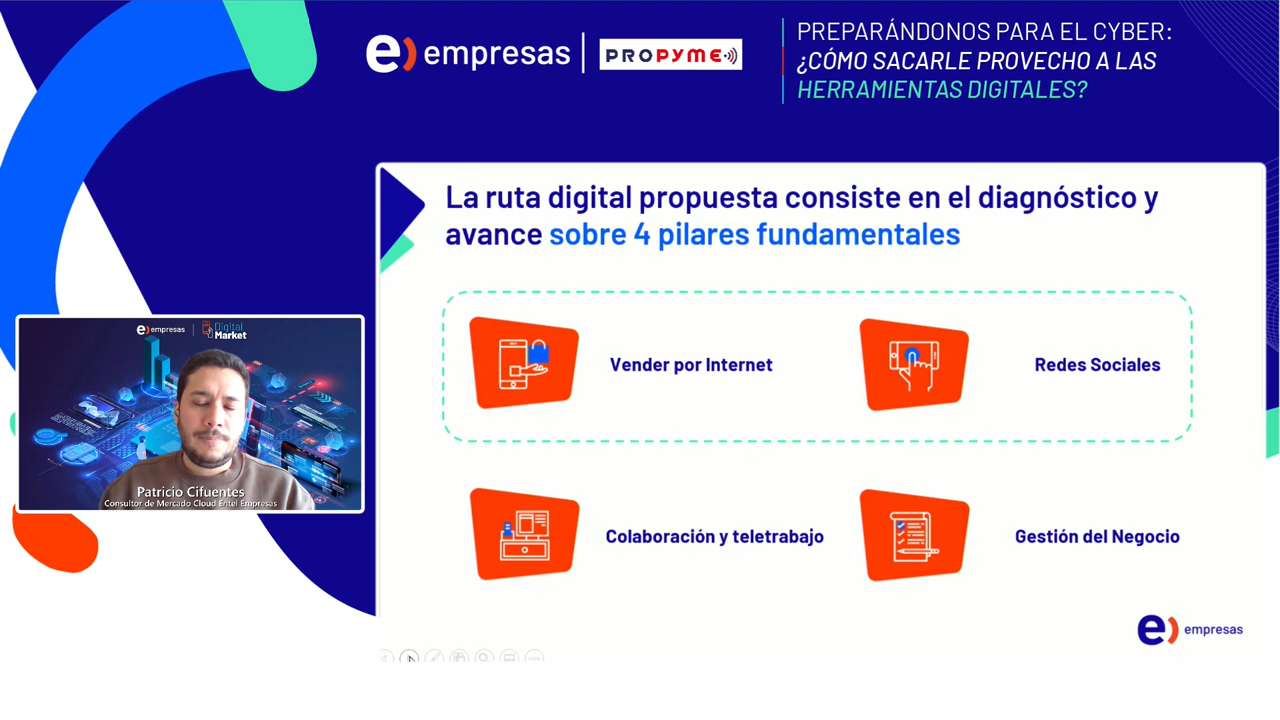 e) empresas
PROPYME
PREPARÁNDONOS PARA EL CYBER:
¿CÓMO SACARLE PROVECHO A LAS
HERRAMIENTAS DIGITALES?
La ruta digital propuesta consiste en el diagnóstico y
avance sobre 4 pilares fundamentales
Vender por Internet
Redes Sociales
Colaboración y teletrabajo
Gestión del Negocio
e) empresas
e) empresas
Digital
Market
Patricio Cifuentes
Consultor de Mercado Cloud Entel Empresas